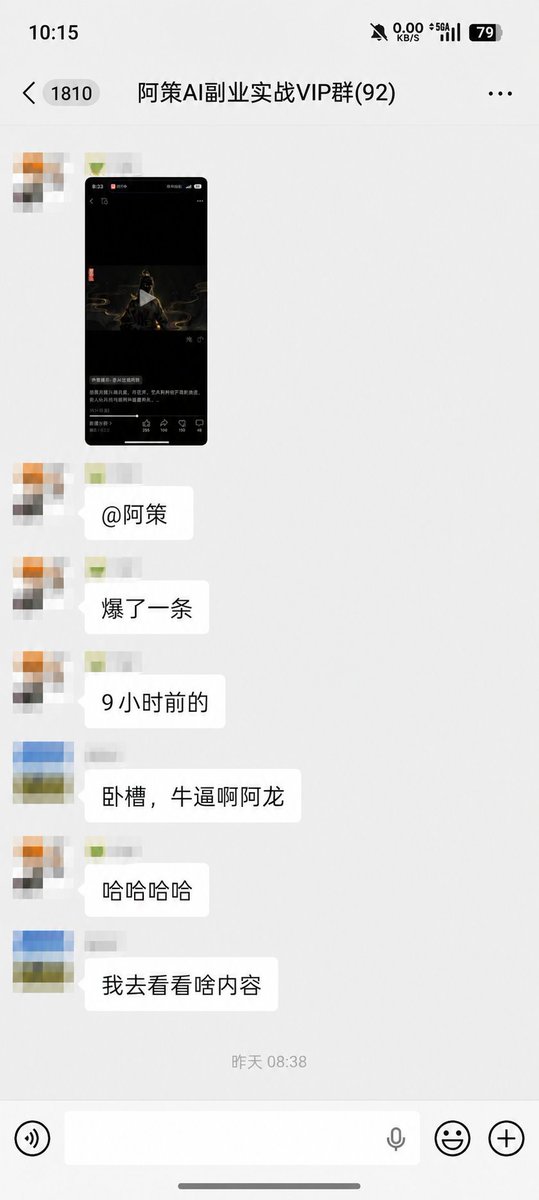 10:15
0.00
KB/S
5GA
79
1810
阿策AI副业实战VIP群(92)
@阿策
爆了一条
9小时前的
卧槽，牛逼啊阿龙
哈哈哈哈
我去看看啥内容
昨天 08:38